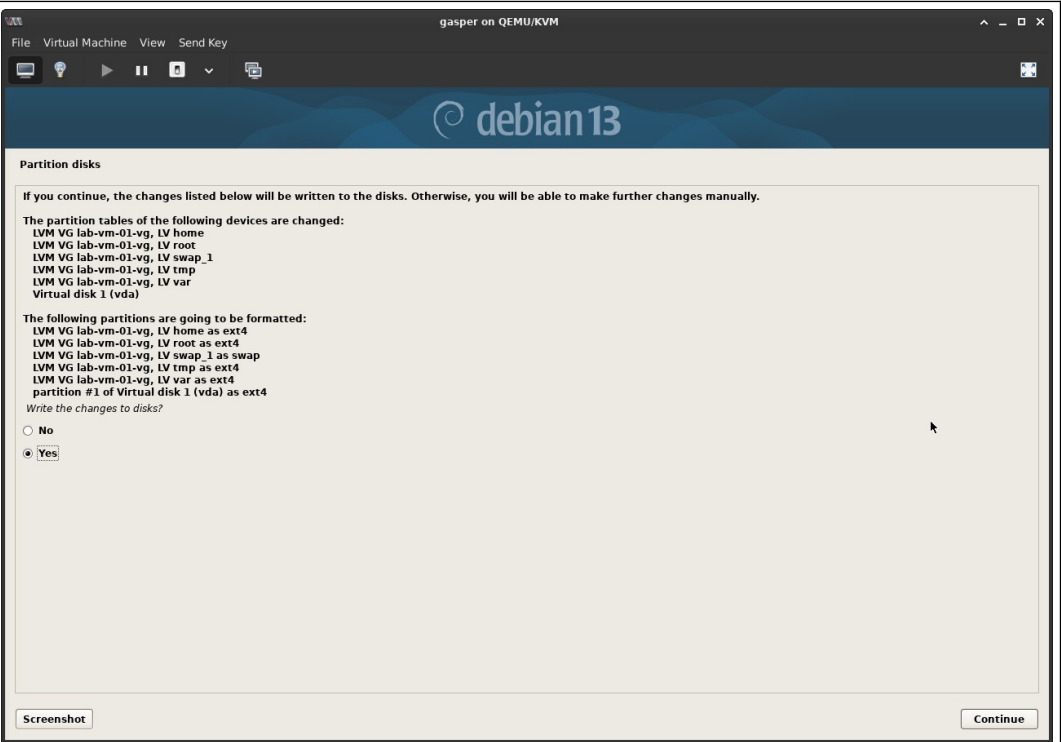 gasper on QEMU/KVM
File Virtual Machine View Send Key
debian 13
Partition disks
If you continue, the changes listed below will be written to the disks. Otherwise, you will be able to make further changes manually.
The partition tables of the following devices are changed:
LVM VG lab-vm-01-vg, LV home
LVM VG lab-vm-01-vg, LV root
LVM VG lab-vm-01-vg, LV swap_1
LVM VG lab-vm-01-vg, LV tmp
LVM VG lab-vm-01-vg, LV var
Virtual disk 1 (vda)
The following partitions are going to be formatted:
LVM VG lab-vm-01-vg, LV home as ext4
LVM VG lab-vm-01-vg, LV root as ext4
LVM VG lab-vm-01-vg, LV swap_1 as swap
LVM VG lab-vm-01-vg, LV tmp as ext4
LVM VG lab-vm-01-vg, LV var as ext4
partition #1 of Virtual disk 1 (vda) as ext4
Write the changes to disks?
No
Yes
Screenshot
Continue